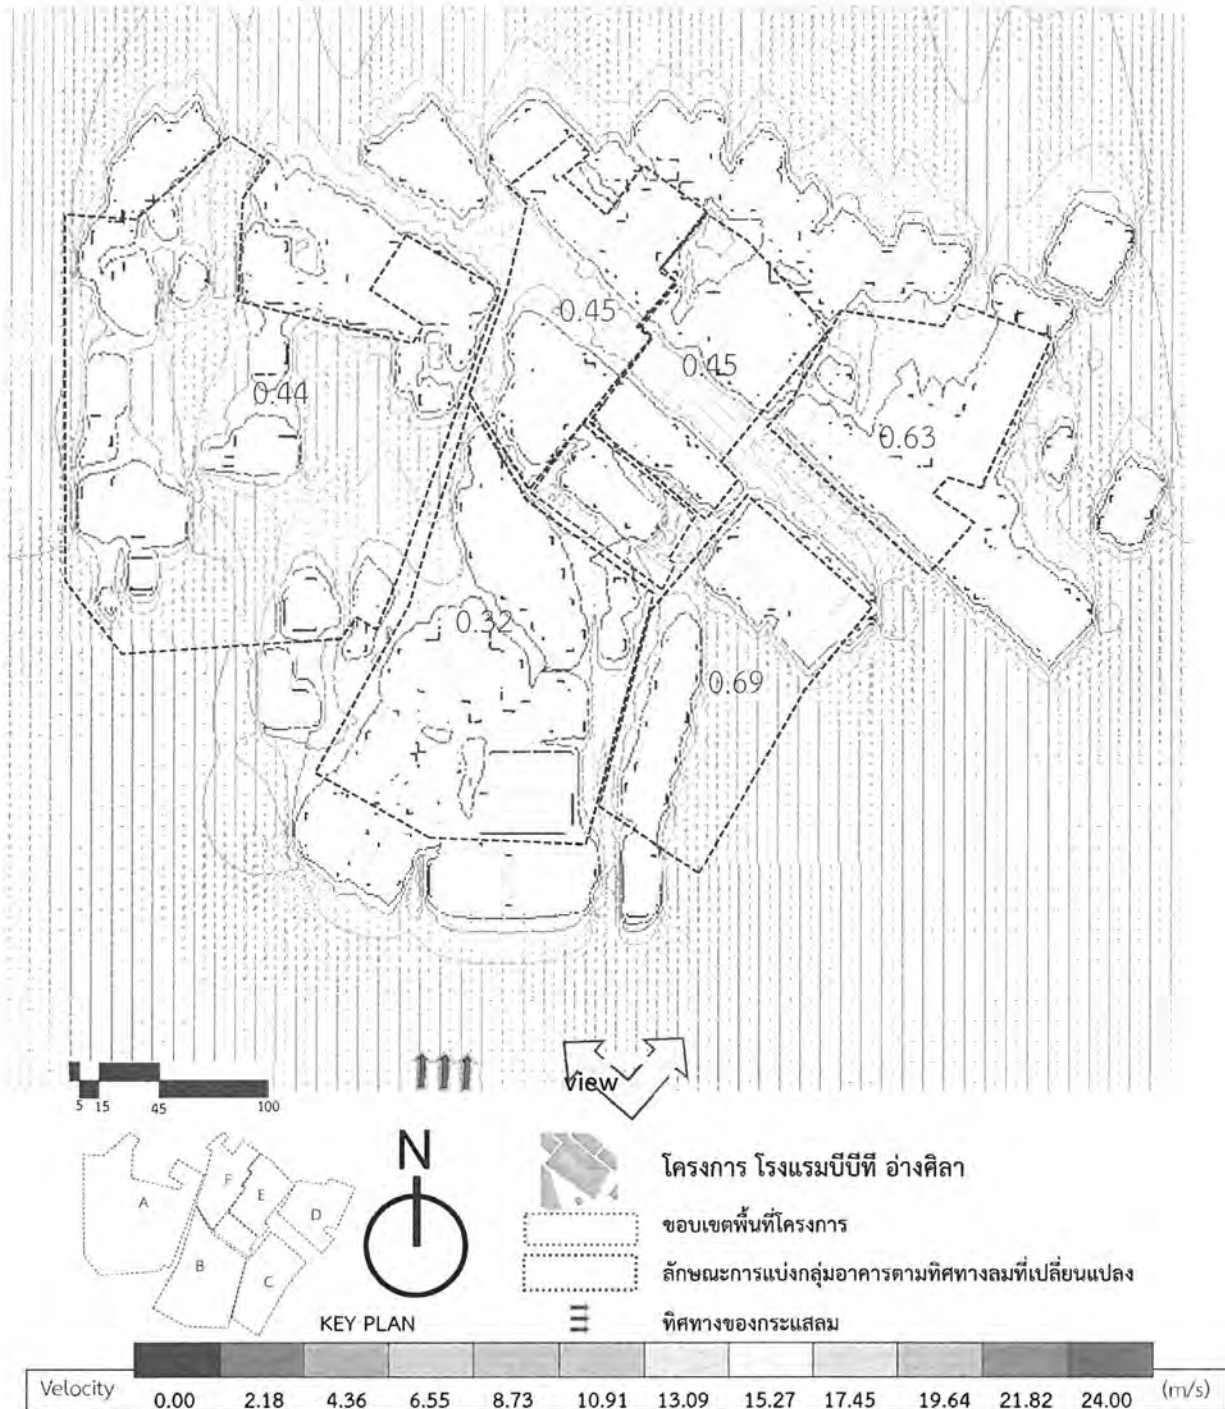 0.45
0.45
0.44
0.63
0.32
0.69
view
5 15 45 100
N
A
F
E
D
B
C
KEY PLAN
โครงการ โรงแรมบีบีที อ่างศิลา
ขอบเขตพื้นที่โครงการ
ลักษณะการแบ่งกลุ่มอาคารตามทิศทางลมที่เปลี่ยนแปลง
ทิศทางของกระแสลม
Velocity 0.00 2.18 4.36 6.55 8.73 10.91 13.09 15.27 17.45 19.64 21.82 24.00 (m/s)